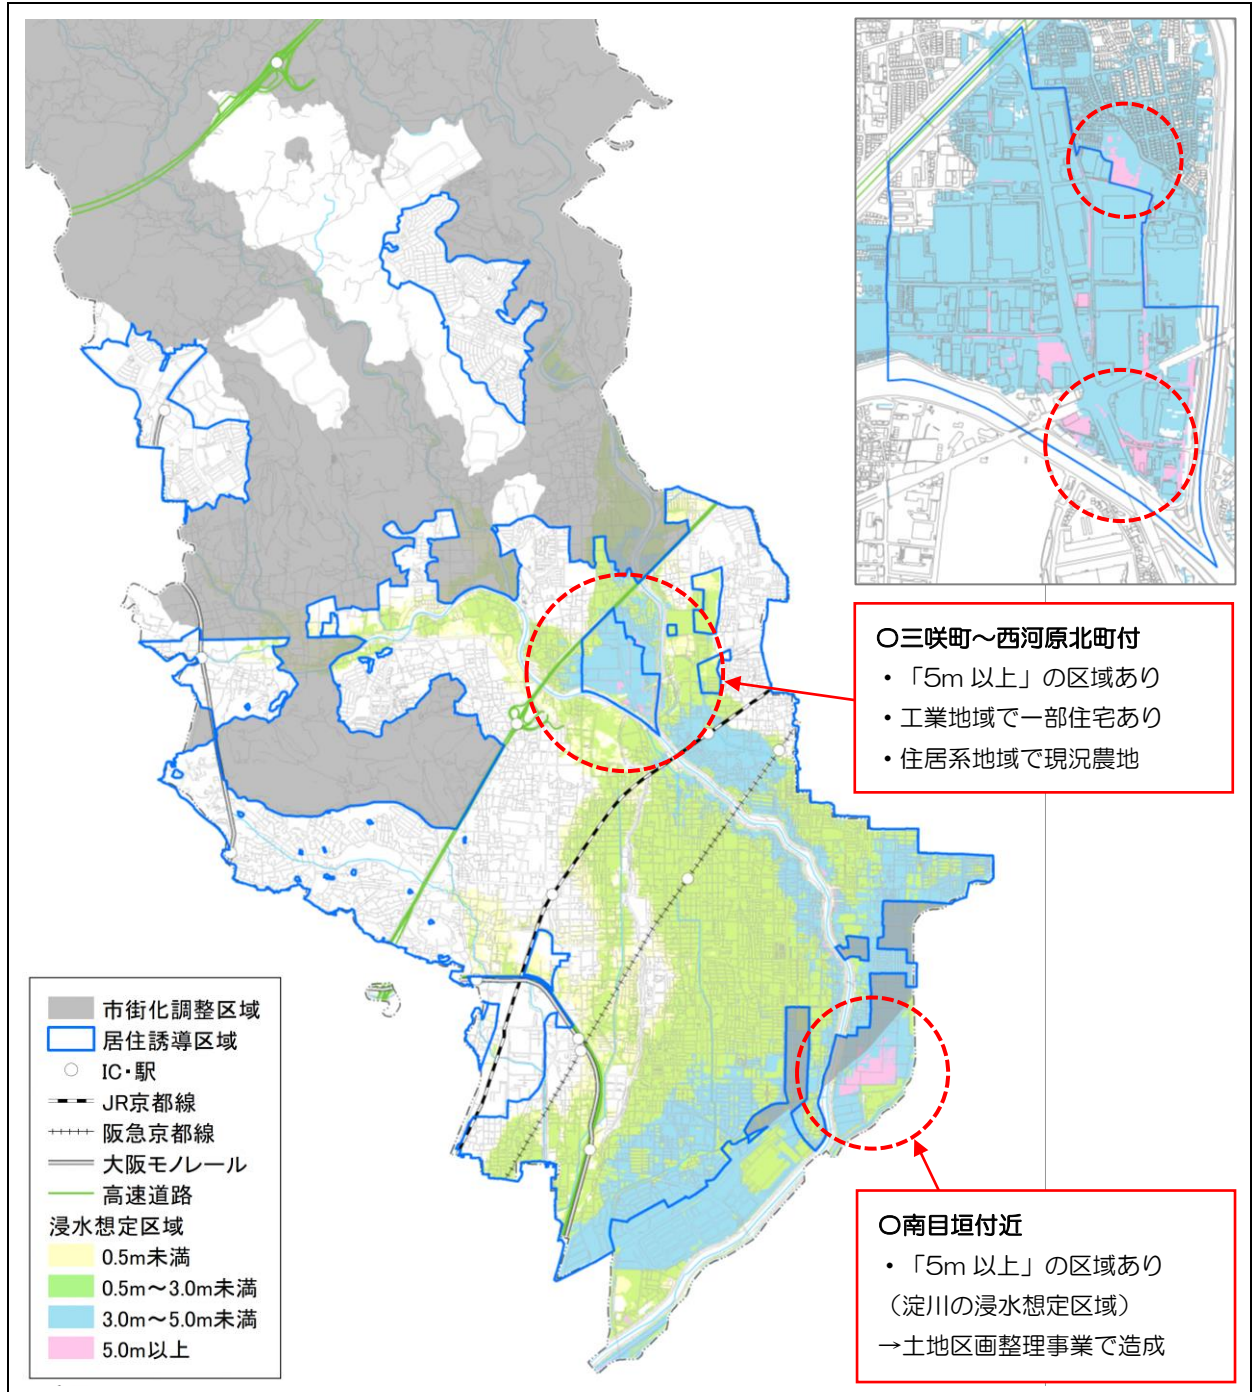 〇三咲町～西河原北町付
・「5m 以上」の区域あり
・工業地域で一部住宅あり
・住居系地域で現況農地
市街化調整区域
居住誘導区域
IC・駅
JR京都線
阪急京都線
大阪モノレール
高速道路
浸水想定区域
0.5m未満
0.5m～3.0m未満
3.0m～5.0m未満
5.0m以上
〇南目垣付近
・「5m 以上」の区域あり
（淀川の浸水想定区域）
→土地区画整理事業で造成